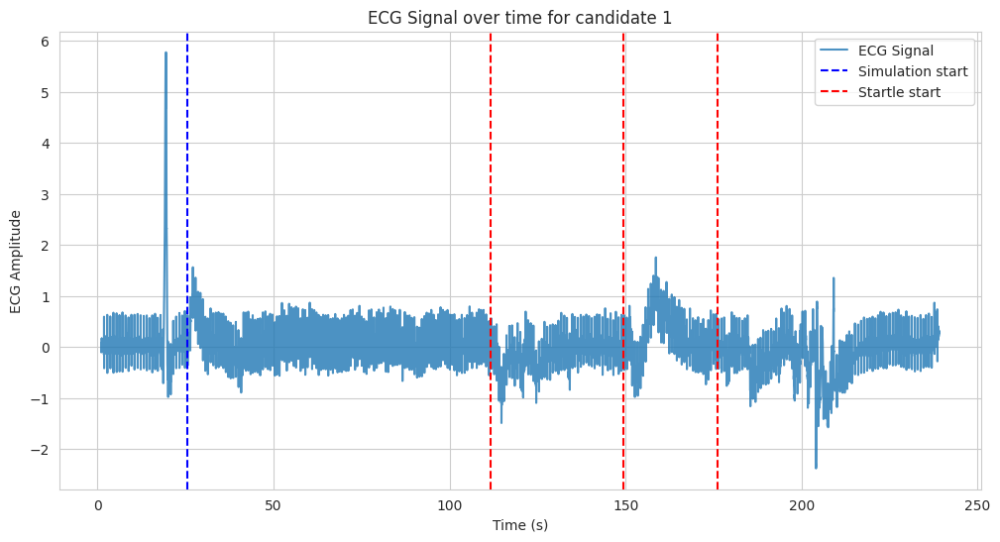 ECG Signal over time for candidate 1
ECG Signal
Simulation start
Startle start
ECG Amplitude
6
5
4
3
2
1
0
−1
−2
0
50
100
150
200
250
Time (s)